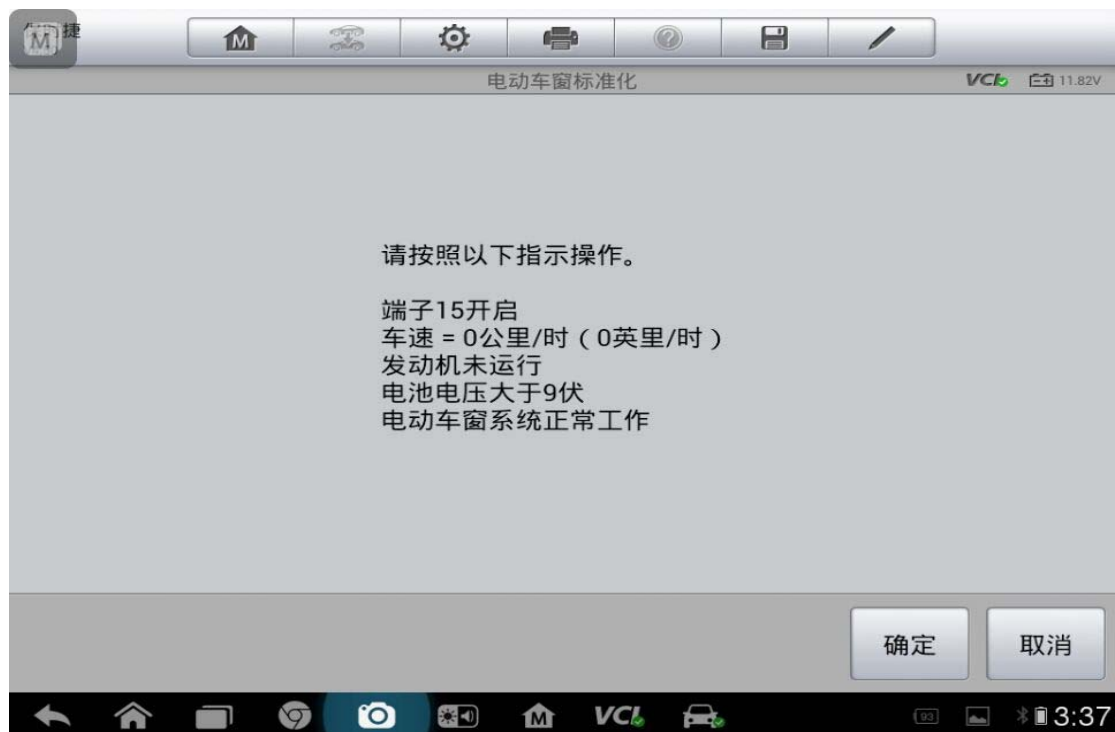 捷
M
M
电动车窗标准化
VCI
11.82V
请按照以下指示操作。
端子15开启
车速 = 0公里/时 ( 0英里/时 )
发动机未运行
电池电压大于9伏
电动车窗系统正常工作
确定
取消
M
VCI
93
3:37